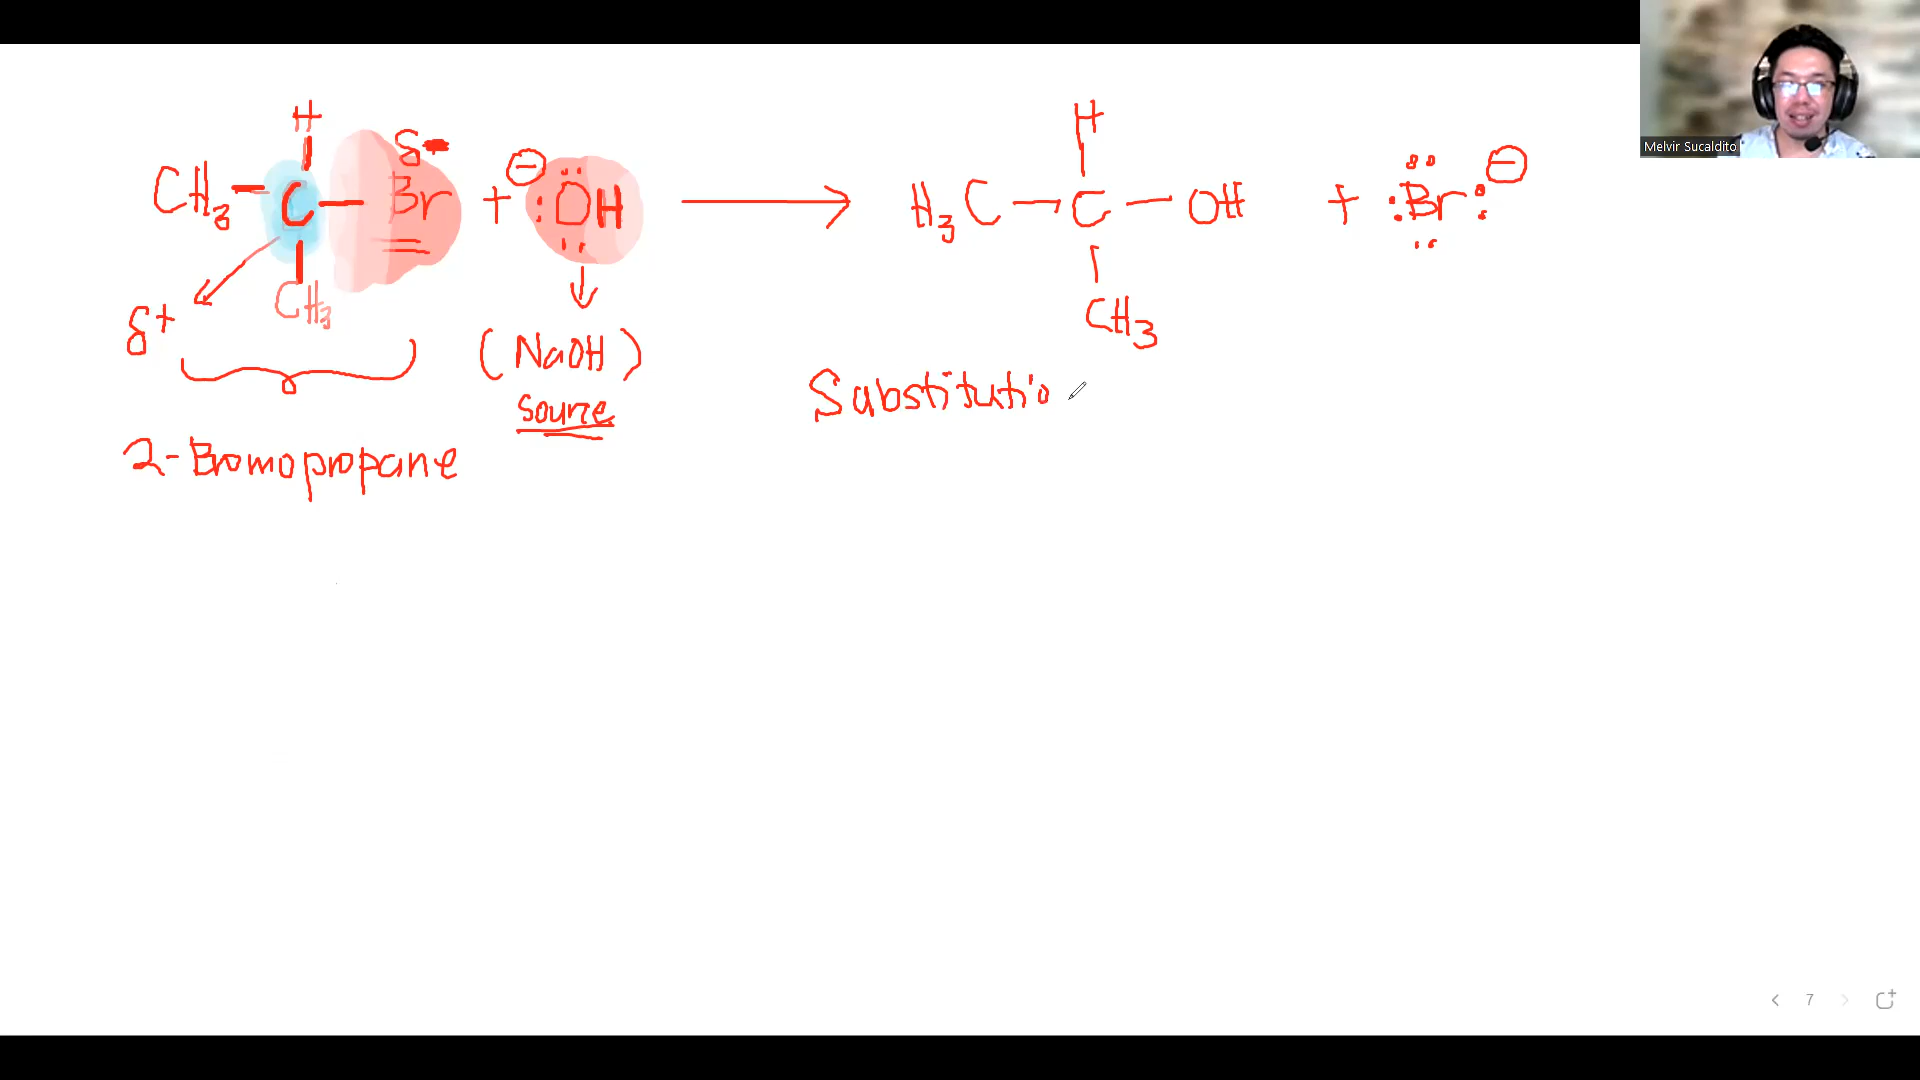 Melvir Sucaldito
H
δ-
CH₃-C-Br + ⊖:ÖH → H₃C-C-OH + :Br: ⊖
CH₃
H
CH₃
δ+
(NaOH)
source
Substitutio
2-Bromopropane
7